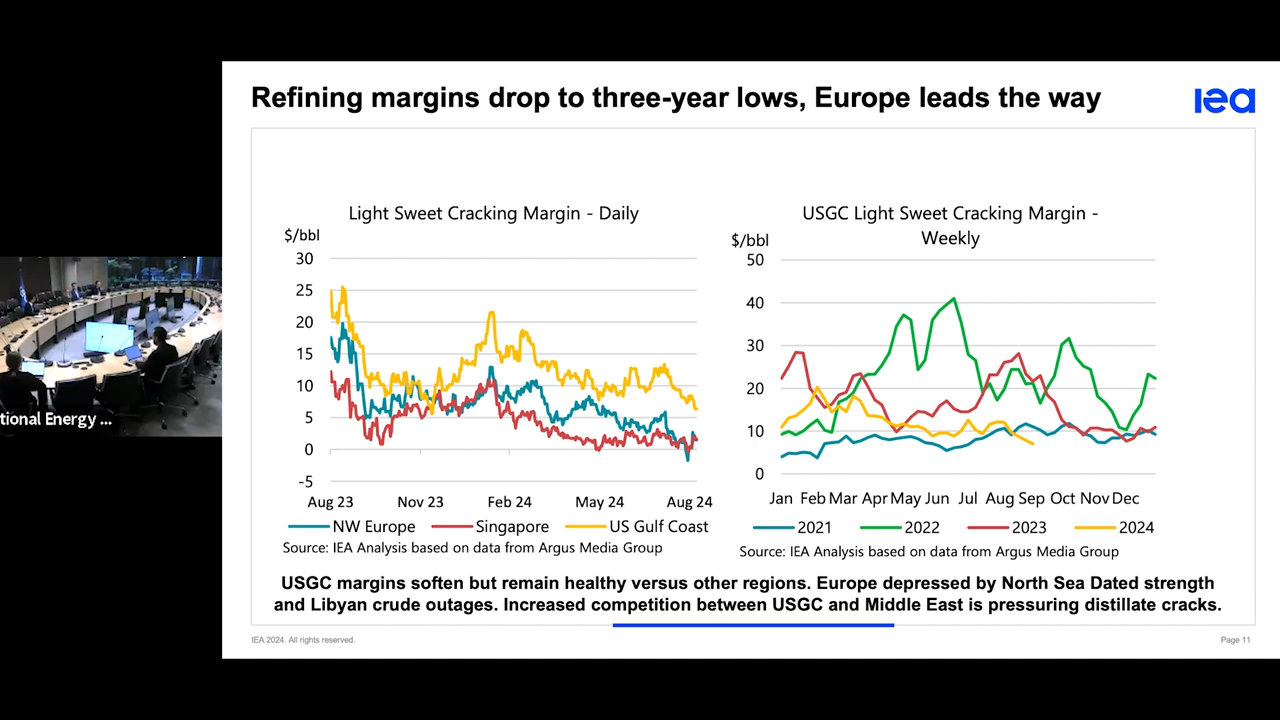 Refining margins drop to three-year lows, Europe leads the way
iea
Light Sweet Cracking Margin - Daily
$/bbl
30
25
20
15
10
5
0
-5
Aug 23 Nov 23 Feb 24 May 24 Aug 24
NW Europe Singapore US Gulf Coast
Source: IEA Analysis based on data from Argus Media Group
USGC Light Sweet Cracking Margin -
Weekly
$/bbl
50
40
30
20
10
0
Jan Feb Mar Apr May Jun Jul Aug Sep Oct Nov Dec
2021 2022 2023 2024
Source: IEA Analysis based on data from Argus Media Group
USGC margins soften but remain healthy versus other regions. Europe depressed by North Sea Dated strength
and Libyan crude outages. Increased competition between USGC and Middle East is pressuring distillate cracks.
IEA 2024. All rights reserved.
Page 11
tional Energy ...